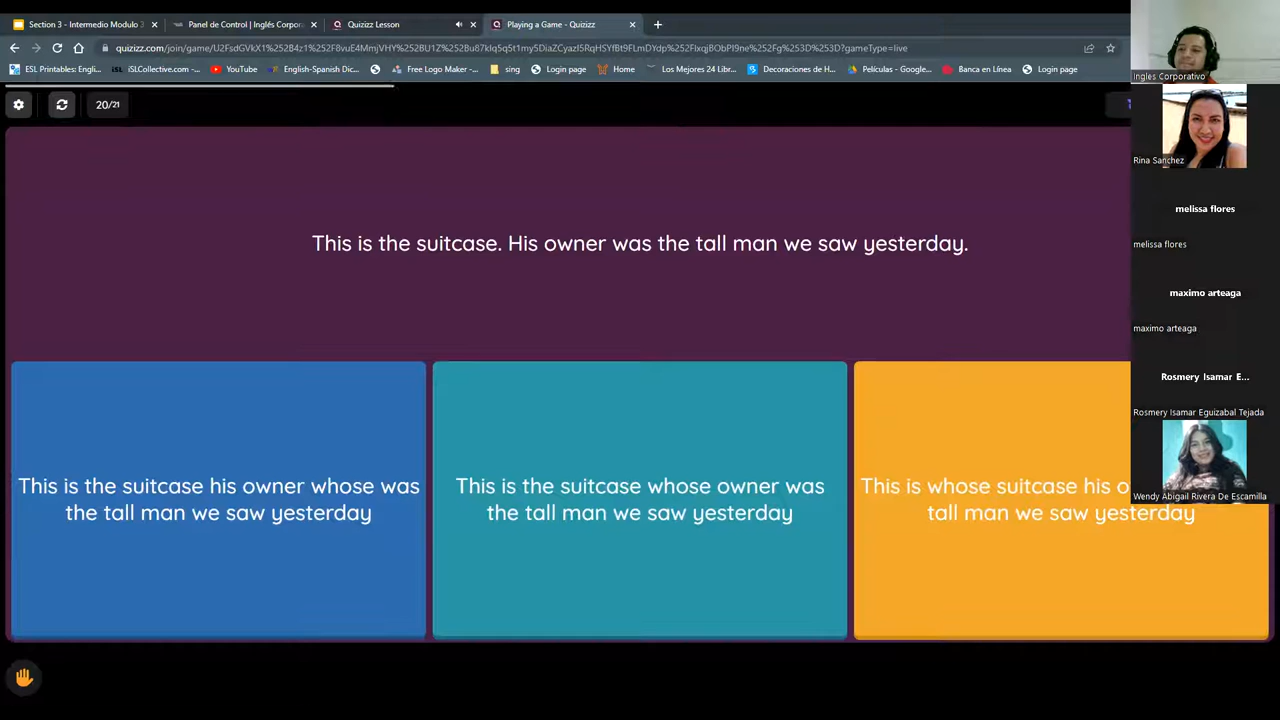 Section 3 - Intermedio Modulo 3
Panel de Control | Inglés Corpora
Quizizz Lesson
Playing a Game - Quizizz
quizizz.com/join/game/
?gameType=live
ESL Printables: Engli...
iSLCollective.com -...
YouTube
English-Spanish Dic...
Free Logo Maker -...
sing
Login page
Home
Los Mejores 24 Libr...
Decoraciones de H...
Películas - Google...
Banca en Línea
Login page
20/21
This is the suitcase. His owner was the tall man we saw yesterday.
This is the suitcase his owner whose was
the tall man we saw yesterday
This is the suitcase whose owner was
the tall man we saw yesterday
This is whose suitcase his
tall man we saw yesterday
Ingles Corporativo
Rina Sanchez
melissa flores
melissa flores
maximo arteaga
maximo arteaga
Rosmery Isamar E...
Rosmery Isamar Eguizabal Tejada
Wendy Abigail Rivera De Escamilla